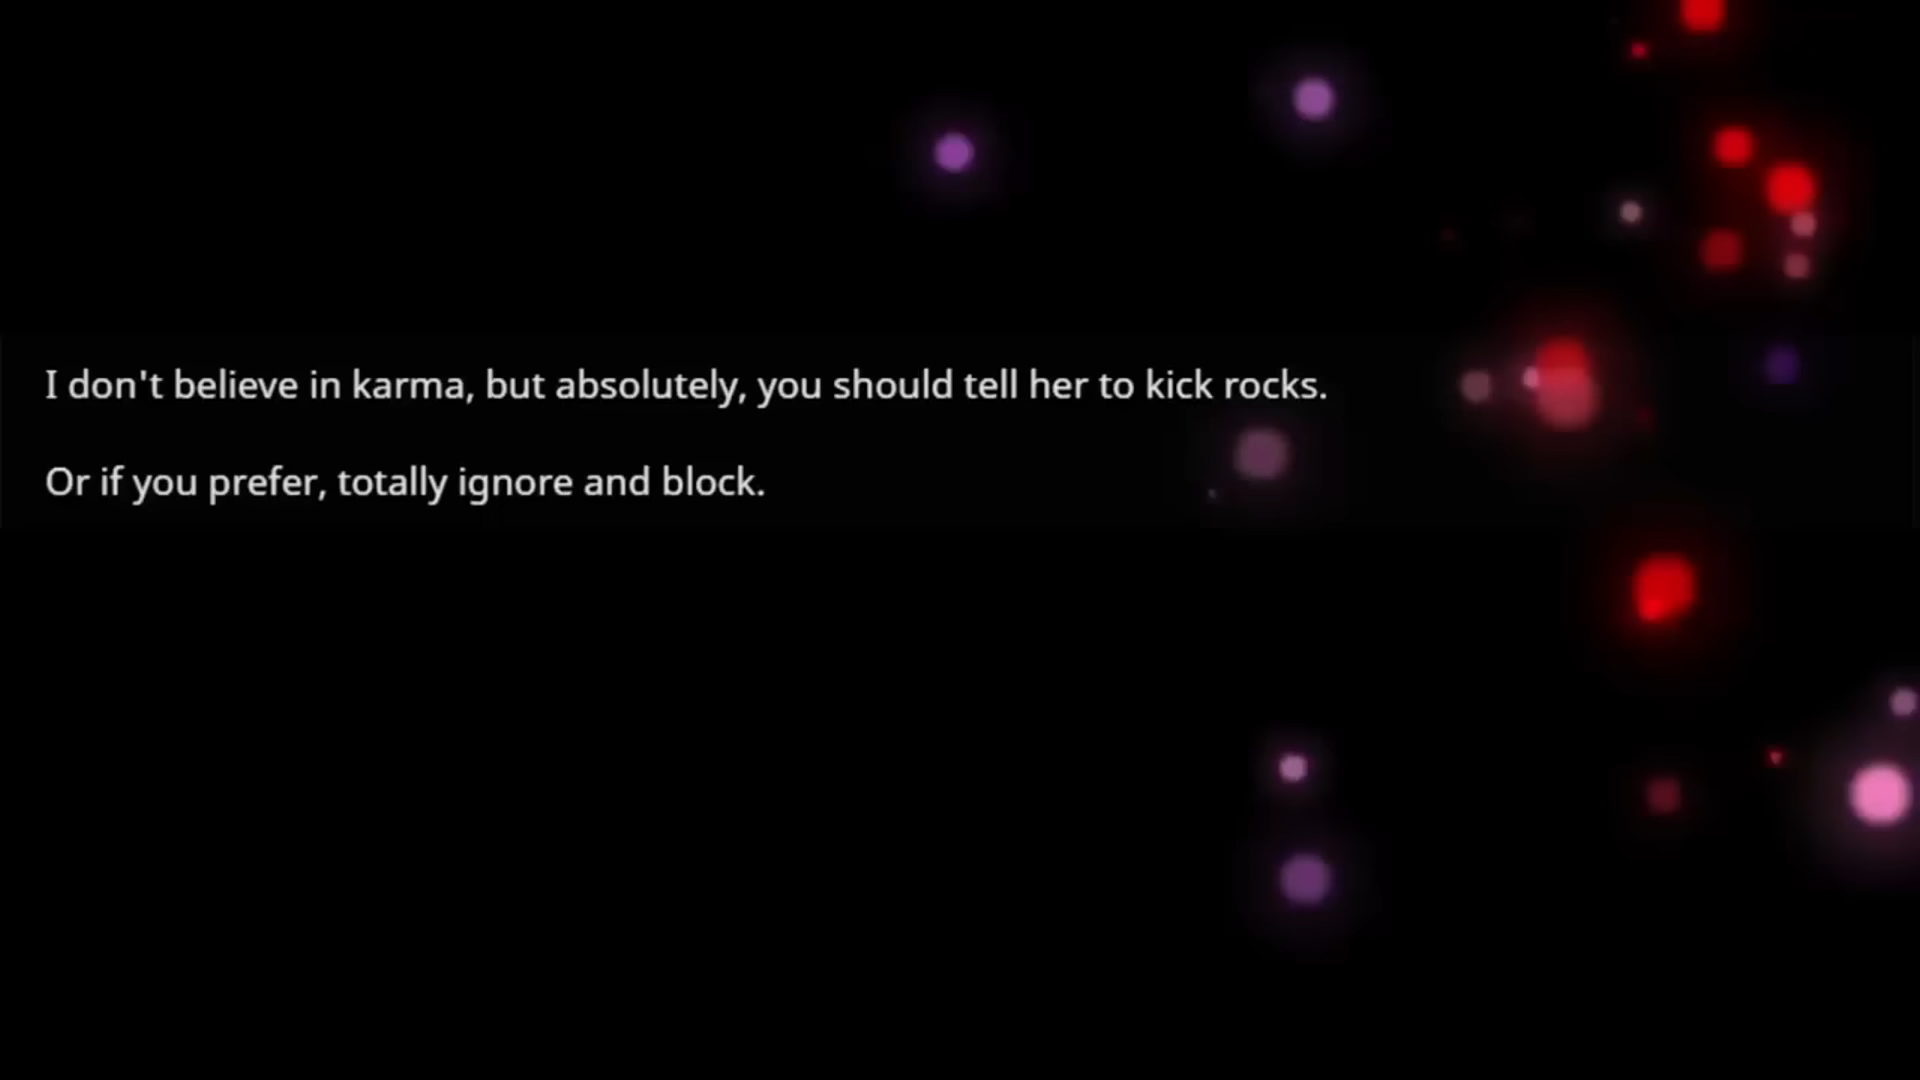 I don't believe in karma, but absolutely, you should tell her to kick rocks.
Or if you prefer, totally ignore and block.